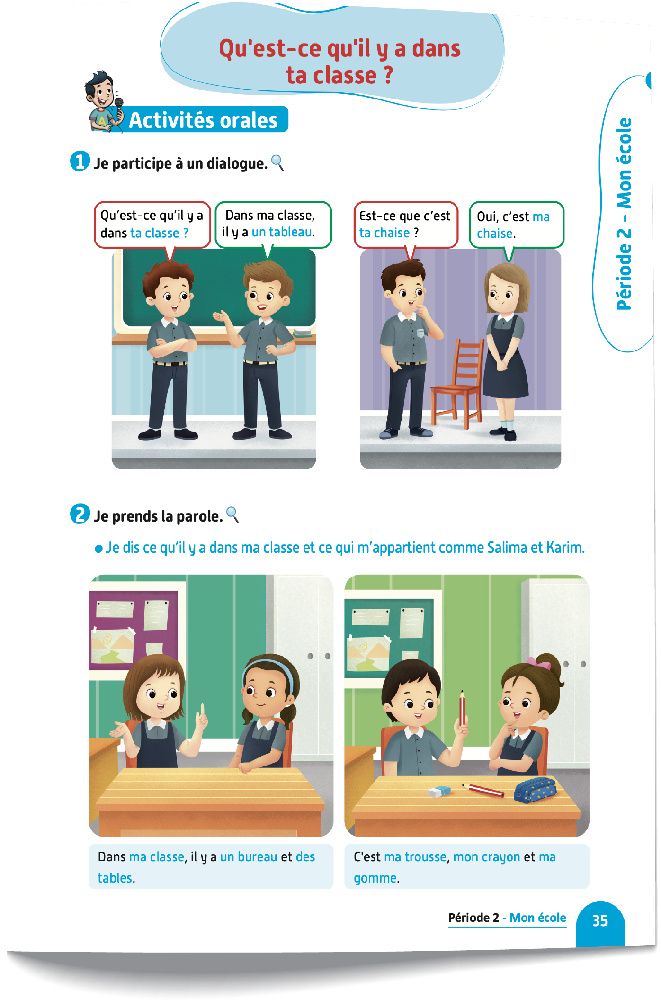 Qu'est-ce qu'il y a dans
ta classe ?
A
Activités orales
Période 2 - Mon école
1 Je participe à un dialogue.
Qu'est-ce qu'il y a
dans ta classe ?
Dans ma classe,
il y a un tableau.
Est-ce que c'est
ta chaise ?
Oui, c'est ma
chaise.
2 Je prends la parole.
● Je dis ce qu'il y a dans ma classe et ce qui m'appartient comme Salima et Karim.
Dans ma classe, il y a un bureau et des
tables.
C'est ma trousse, mon crayon et ma
gomme.
Période 2 - Mon école
35